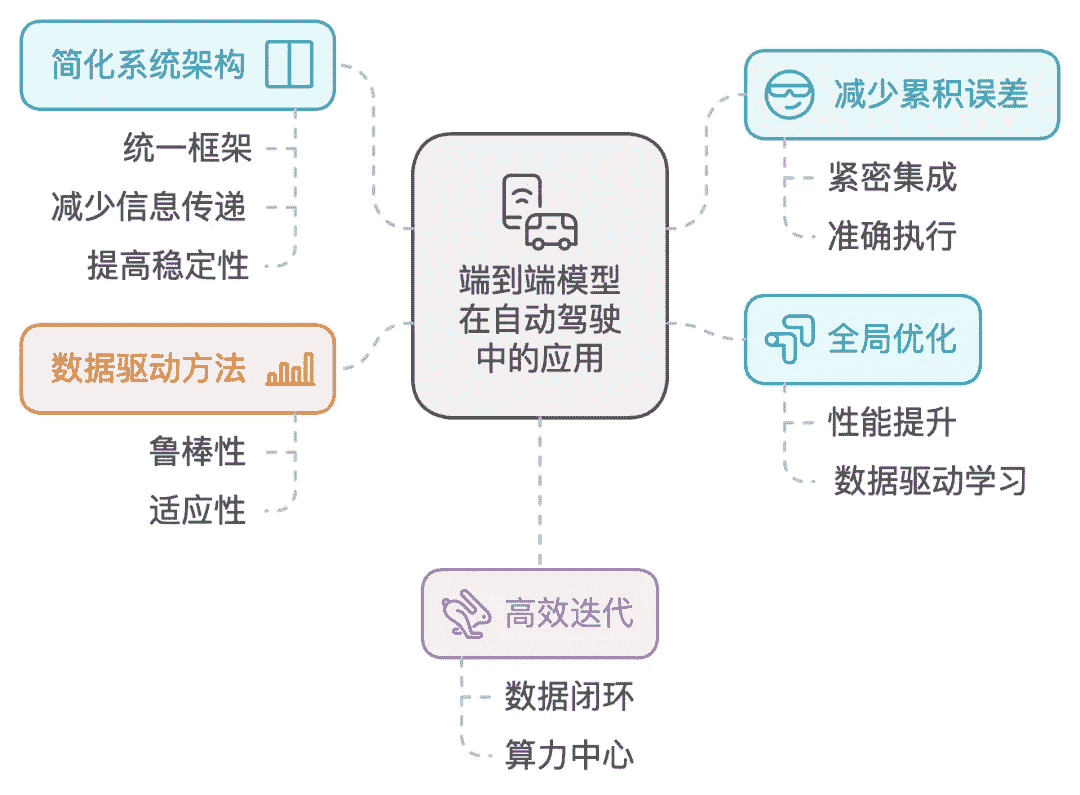 简化系统架构
统一框架
减少信息传递
提高稳定性
数据驱动方法
鲁棒性
适应性
端到端模型
在自动驾驶
中的应用
减少累积误差
紧密集成
准确执行
全局优化
性能提升
数据驱动学习
高效迭代
数据闭环
算力中心